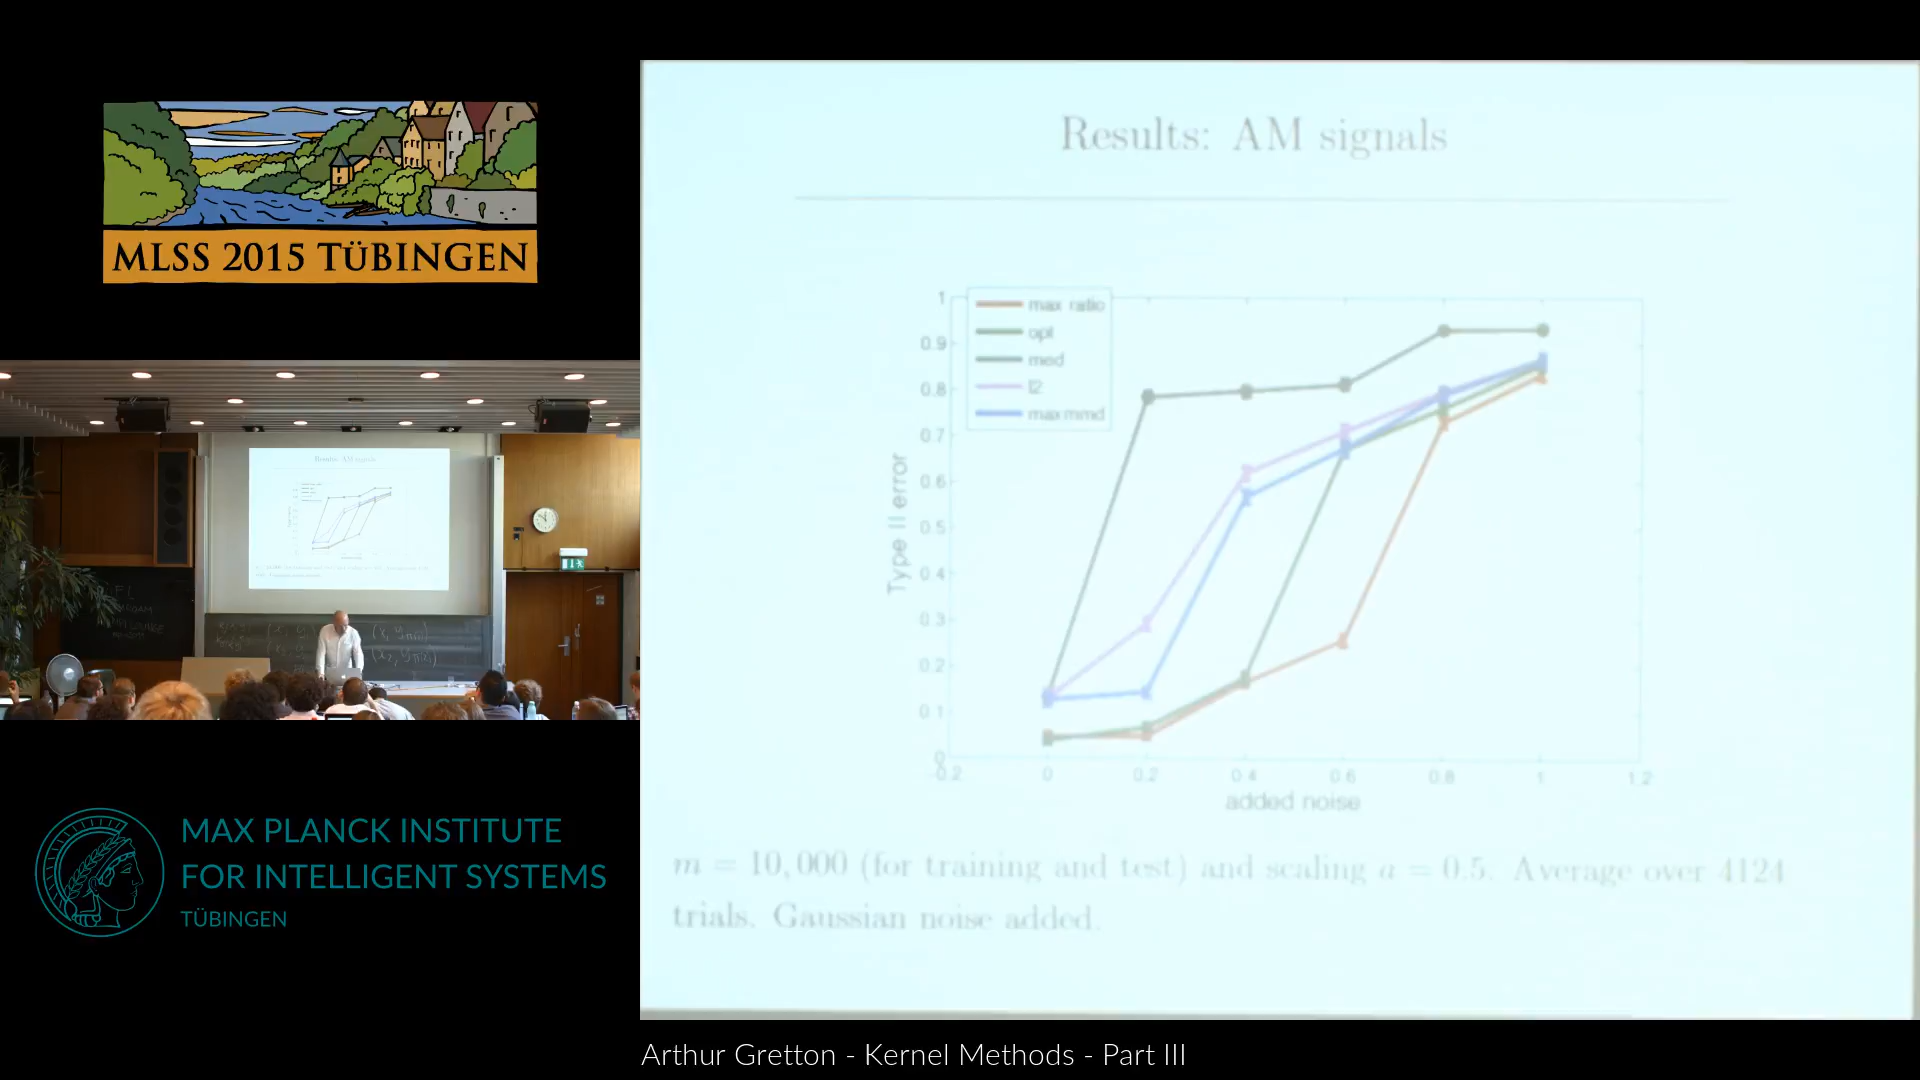 MLSS 2015 TÜBINGEN
Results: AM signals
max ratio
opt
med
l2
maxmmd
1
0.9
0.8
0.7
0.6
0.5
0.4
0.3
0.2
0.1
0
-0.2
0
0.2
0.4
0.6
0.8
1
1.2
Type II error
added noise
m = 10,000 (for training and test) and scaling a = 0.5. Average over 4124
trials. Gaussian noise added.
MAX PLANCK INSTITUTE
FOR INTELLIGENT SYSTEMS
TÜBINGEN
Arthur Gretton - Kernel Methods - Part III